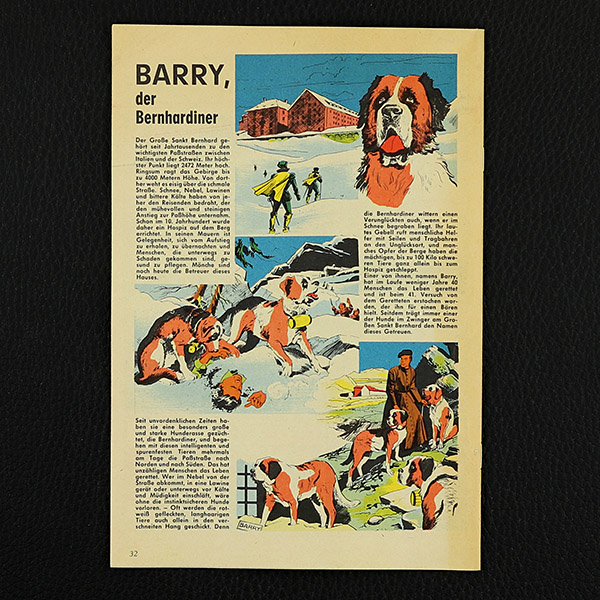 BARRY,
der
Bernhardiner
Der Große Sankt Bernhard ge-
hört seit Jahrtausenden zu den
wichtigsten Paßstraßen zwischen
Italien und der Schweiz. Ihr höch-
ster Punkt liegt 2472 Meter hoch.
Ringsum ragt das Gebirge bis
zu 4000 Metern Höhe. Von dort-
her weht es eisig über die schmale
Straße. Schnee, Nebel, Lawinen
und bittere Kälte haben von je-
her den Reisenden bedroht, der
den mühevollen und steinigen
Anstieg zur Paßhöhe unternahm.
Schon im 10. Jahrhundert wurde
daher ein Hospiz auf dem Berg
errichtet. In seinen Mauern ist
Gelegenheit, sich vom Aufstieg
zu erholen, zu übernachten und
Menschen, die unterwegs zu
Schaden gekommen sind, ge-
sund zu pflegen. Mönche sind
noch heute die Betreuer dieses
Hauses.
Seit unvordenklichen Zeiten ha-
ben sie eine besonders große
und starke Hunderasse gezüch-
tet, die Bernhardiner, und bege-
hen mit diesen intelligenten und
spurenfesten Tieren mehrmals
am Tage die Paßstraße nach
Norden und nach Süden. Das hat
unzähligen Menschen das Leben
gerettet. Wer im Nebel von der
Straße abkommt, in eine Lawine
gerät oder unterwegs vor Kälte
und Müdigkeit einschläft, wäre
ohne die instinktsicheren Hunde
verloren. – Oft werden die rot-
weiß gefleckten, langhaarigen
Tiere auch allein in den ver-
schneiten Hang geschickt. Denn
die Bernhardiner wittern einen
Verunglückten auch, wenn er im
Schnee begraben liegt. Ihr lau-
tes Gebell ruft menschliche Hel-
fer mit Seilen und Tragbahren
an den Unglücksort, und man-
ches Opfer der Berge haben die
mächtigen, bis zu 100 Kilo schwe-
ren Tiere ganz allein bis zum
Hospiz geschleppt.
Einer von ihnen, namens Barry,
hat im Laufe weniger Jahre 40
Menschen das Leben gerettet
und ist beim 41. Versuch von
dem Geretteten erstochen wor-
den, der ihn für einen Bären
hielt. Seitdem trägt immer einer
der Hunde im Zwinger am Gro-
ßen Sankt Bernhard den Namen
dieses Getreuen.
BARRY
32